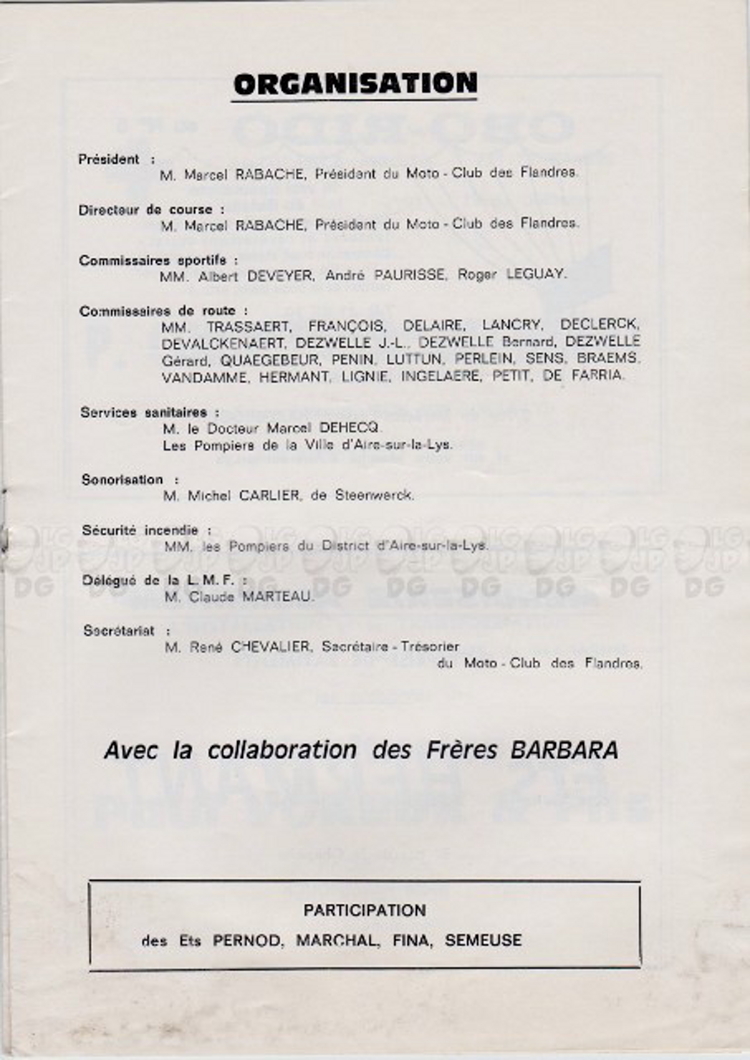 ORGANISATION
Président :
M. Marcel RABACHE, Président du Moto - Club des Flandres.
Directeur de course :
M. Marcel RABACHE, Président du Moto - Club des Flandres.
Commissaires sportifs :
MM. Albert DEVEYER, André PAURISSE, Roger LEGUAY.
Commissaires de route :
MM. TRASSAERT, FRANÇOIS, DELAIRE, LANCRY, DECLERCK,
DEVALCKENAERT, DEZWELLE J.-L., DEZWELLE Bernard, DEZWELLE
Gérard, QUAEGEBEUR, PENIN, LUTTUN, PERLEIN, SENS, BRAEMS,
VANDAMME, HERMANT, LIGNIE, INGELAERE, PETIT, DE FARRIA.
Services sanitaires :
M. le Docteur Marcel DEHECQ.
Les Pompiers de la Ville d'Aire-sur-la-Lys.
Sonorisation :
M. Michel CARLIER, de Steenwerck.
Sécurité incendie :
MM. les Pompiers du District d'Aire-sur-la-Lys.
Délégué de la L. M. F. :
M. Claude MARTEAU.
Secrétariat :
M. René CHEVALIER, Secrétaire - Trésorier
du Moto - Club des Flandres.
Avec la collaboration des Frères BARBARA
PARTICIPATION
des Ets PERNOD, MARCHAL, FINA, SEMEUSE